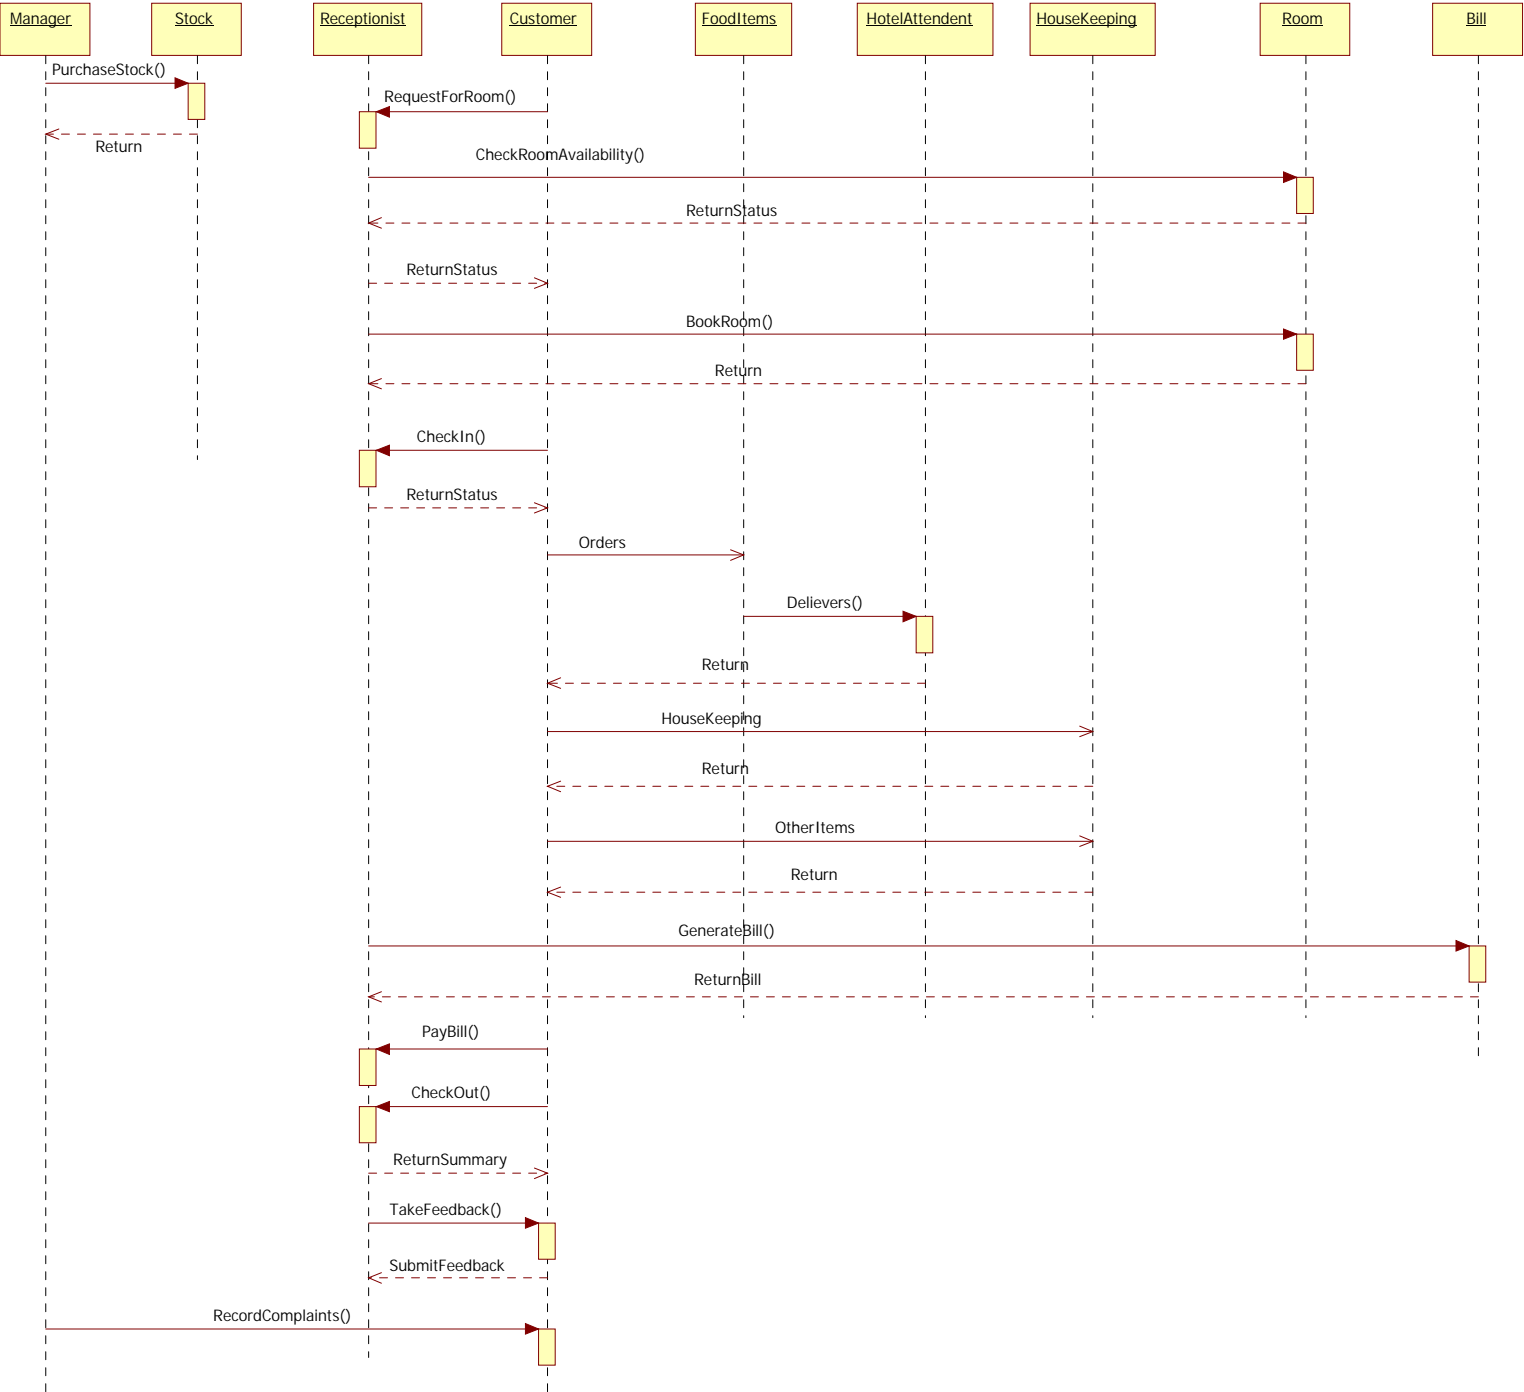 Manager
Stock
Receptionist
Customer
FoodItems
HotelAttendent
HouseKeeping
Room
Bill
PurchaseStock()
RequestForRoom()
Return
CheckRoomAvailability()
ReturnStatus
ReturnStatus
BookRoom()
Return
CheckIn()
ReturnStatus
Orders
Delievers()
Return
HouseKeeping
Return
OtherItems
Return
GenerateBill()
ReturnBill
PayBill()
CheckOut()
ReturnSummary
TakeFeedback()
SubmitFeedback
RecordComplaints()